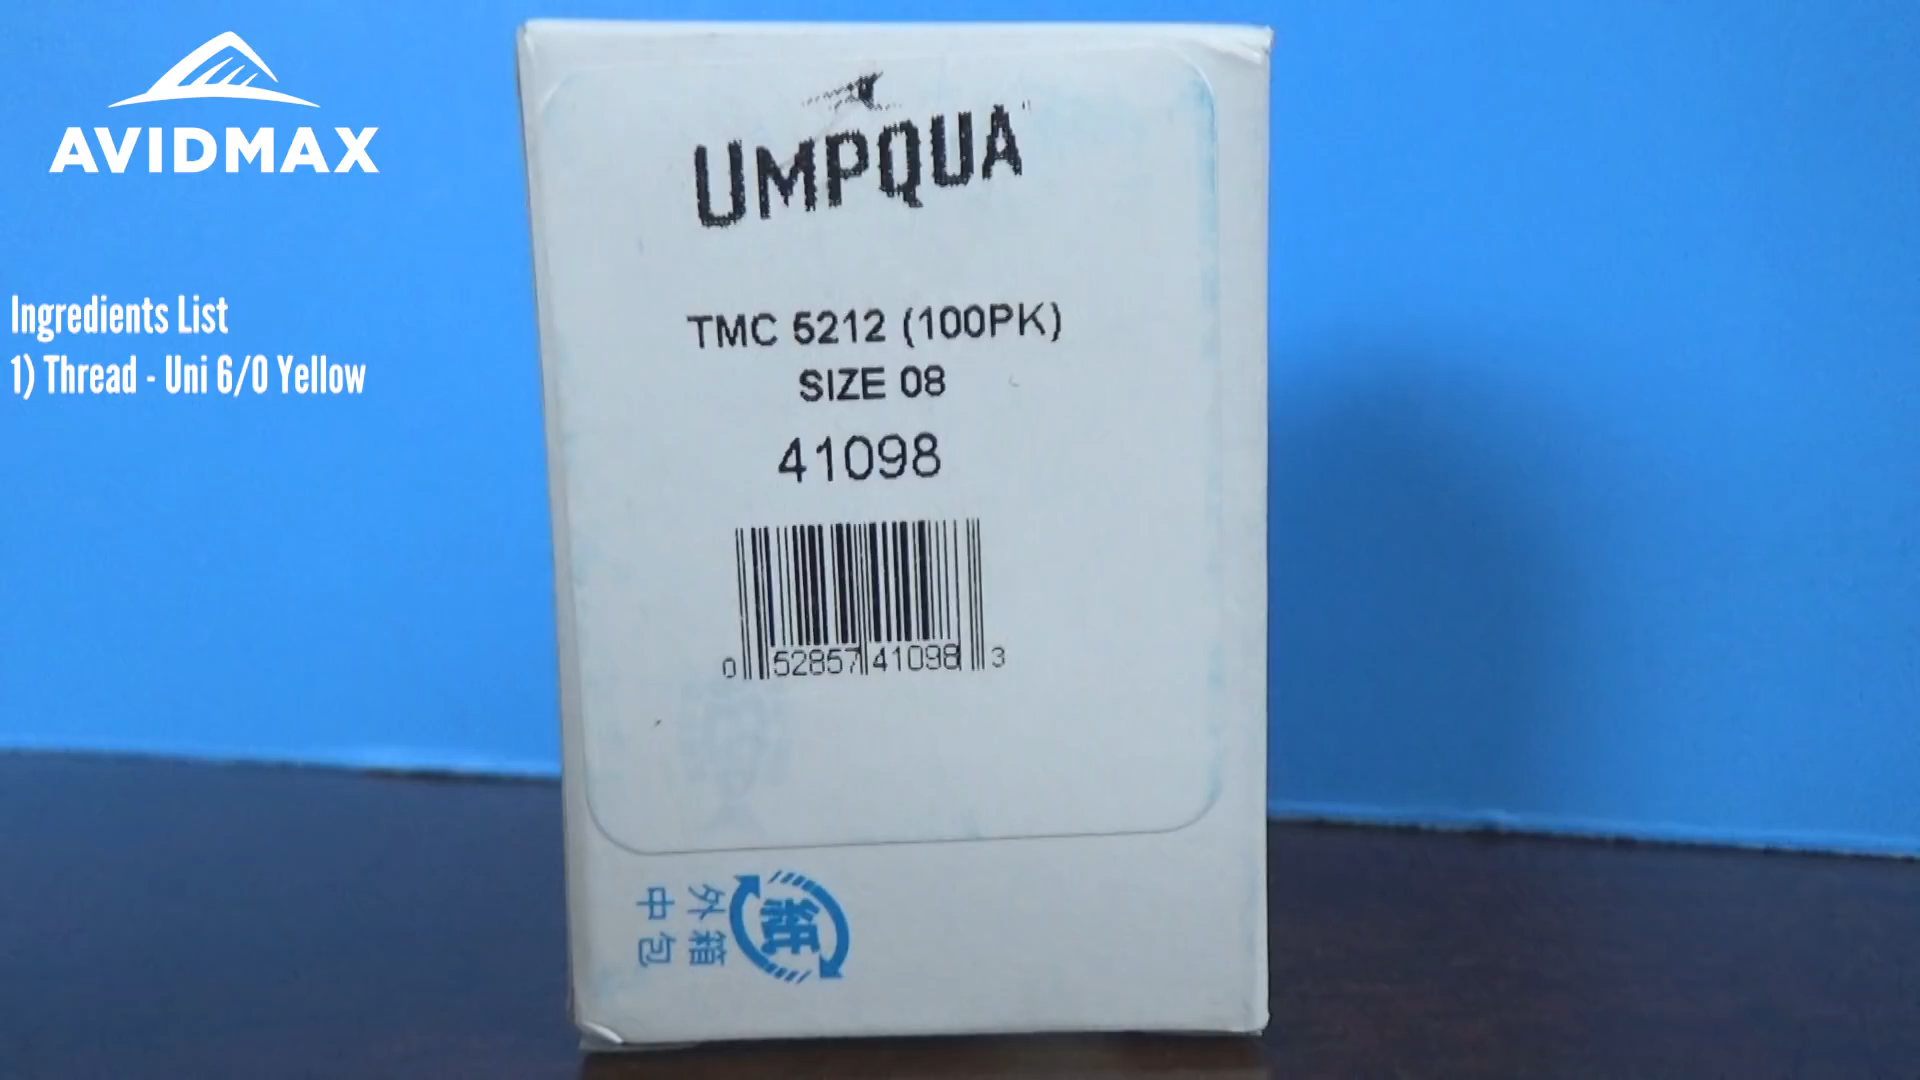 AVIDMAX
Ingredients List
1) Thread - Uni 6/0 Yellow
UMPQUA
TMC 5212 (100PK)
SIZE 08
41098
0 52857 41098 3
紙
外箱
中包